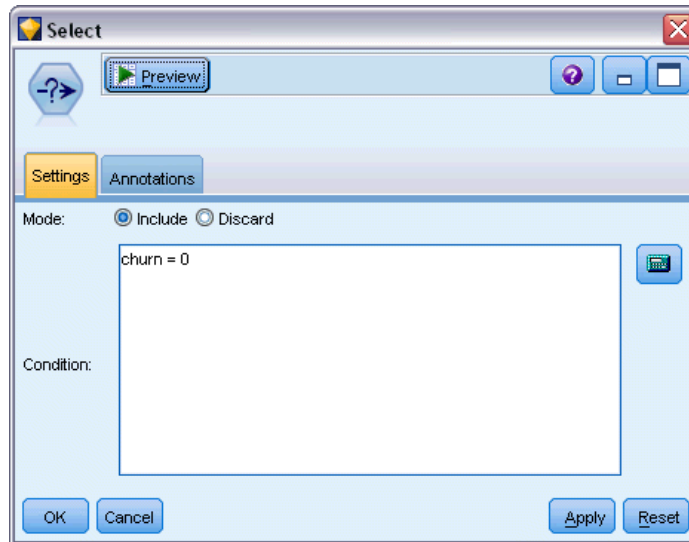 Select
Preview
Settings Annotations
Mode: Include Discard
churn = 0
Condition:
OK Cancel Apply Reset